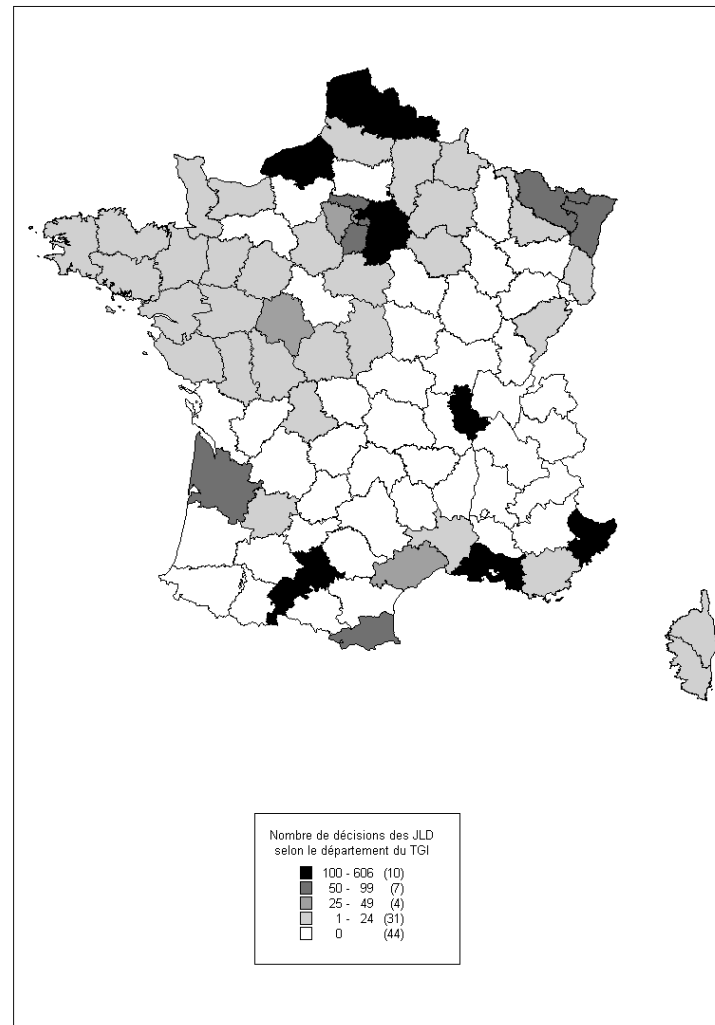 Nombre de décisions des JLD
selon le département du TGI
100 - 606 (10)
50 - 99 (7)
25 - 49 (4)
1 - 24 (31)
0 (44)